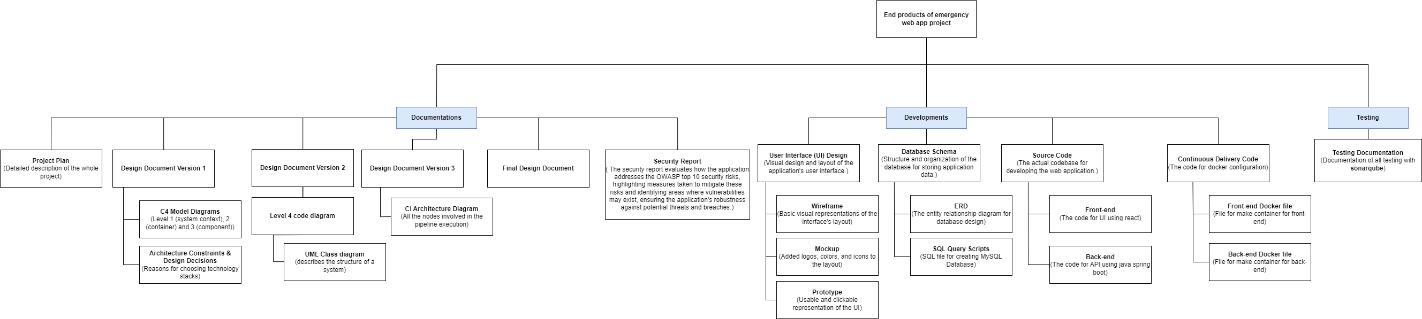 End products of emergency
web app project
Documentations
Developments
Testing
Project Plan
(Detailed description of the whole
project)
Design Document Version 1
C4 Model Diagrams
(Level 1 (system context), 2
(container) and 3 (component))
Architecture Constraints &
Design Decisions
(Reasons for choosing technology
stacks)
Design Document Version 2
Level 4 code diagram
UML Class diagram
(describes the structure of a
system)
Design Document Version 3
CI Architecture Diagram
(All the nodes involved in the
pipeline execution)
Final Design Document
Security Report
( The security report evaluates how the application
addresses the OWASP top 10 security risks,
highlighting measures taken to mitigate these
risks and identifying areas where vulnerabilities
may exist, ensuring the application's robustness
against potential threats and breaches.)
User Interface (UI) Design
(Visual design and layout of the
application's user interface.)
Wireframe
(Basic visual representations of the
interface's layout)
Mockup
(Added logos, colors, and icons to
the layout)
Prototype
(Usable and clickable
representation of the UI)
Database Schema
(Structure and organization of the
database for storing application
data.)
ERD
(The entity relationship diagram for
database design)
SQL Query Scripts
(SQL file for creating MySQL
Database)
Source Code
(The actual codebase for
developing the web application.)
Front-end
(The code for UI using react)
Back-end
(The code for API using java spring
boot)
Continuous Delivery Code
(The code for docker configuration)
Front.end Docker file
(File for make container for front-
end)
Back-end Docker file
(File for make container for back-
end)
Testing Documentation
(Documentation of all testing with
sonarqube)